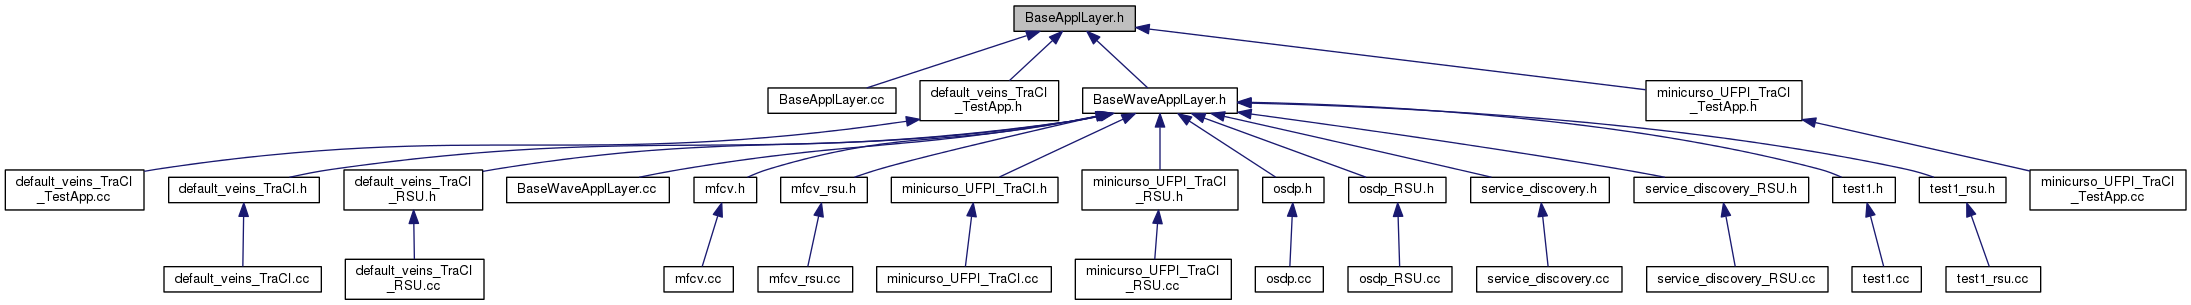 BaseApplLayer.h
BaseApplLayer.cc
default_veins_TraCI
_TestApp.h
BaseWaveApplLayer.h
minicurso_UFPI_TraCI
_TestApp.h
default_veins_TraCI
_TestApp.cc
default_veins_TraCI.h
default_veins_TraCI
_RSU.h
BaseWaveApplLayer.cc
mfcv.h
mfcv_rsu.h
minicurso_UFPI_TraCI.h
minicurso_UFPI_TraCI
_RSU.h
osdp.h
osdp_RSU.h
service_discovery.h
service_discovery_RSU.h
test1.h
test1_rsu.h
minicurso_UFPI_TraCI
_TestApp.cc
default_veins_TraCI.cc
default_veins_TraCI
_RSU.cc
mfcv.cc
mfcv_rsu.cc
minicurso_UFPI_TraCI.cc
minicurso_UFPI_TraCI
_RSU.cc
osdp.cc
osdp_RSU.cc
service_discovery.cc
service_discovery_RSU.cc
test1.cc
test1_rsu.cc